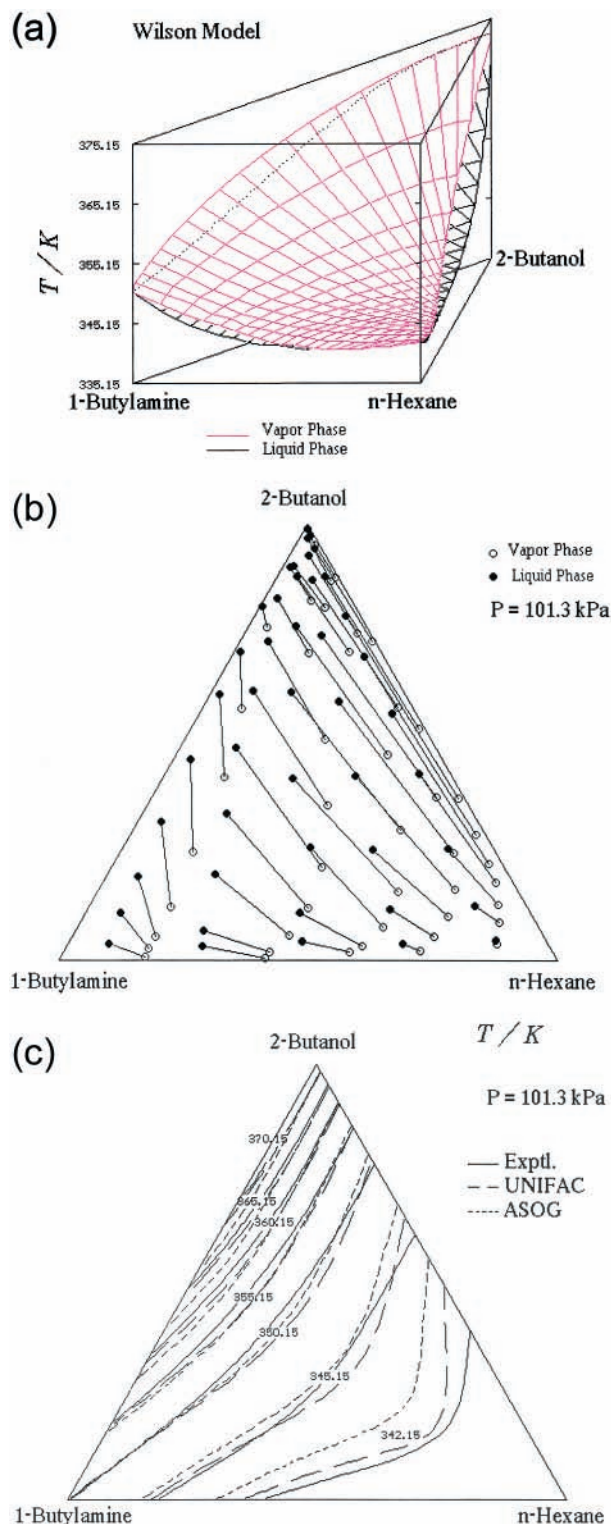 (a)
Wilson Model
375.15
365.15
355.15
345.15
335.15
T / K
2-Butanol
1-Butylamine
n-Hexane
Vapor Phase
Liquid Phase
(b)
2-Butanol
Vapor Phase
Liquid Phase
P = 101.3 kPa
1-Butylamine
n-Hexane
(c)
T / K
2-Butanol
P = 101.3 kPa
370.15
Exptl.
UNIFAC
ASOG
365.15
360.15
355.15
350.15
345.15
342.15
1-Butylamine
n-Hexane